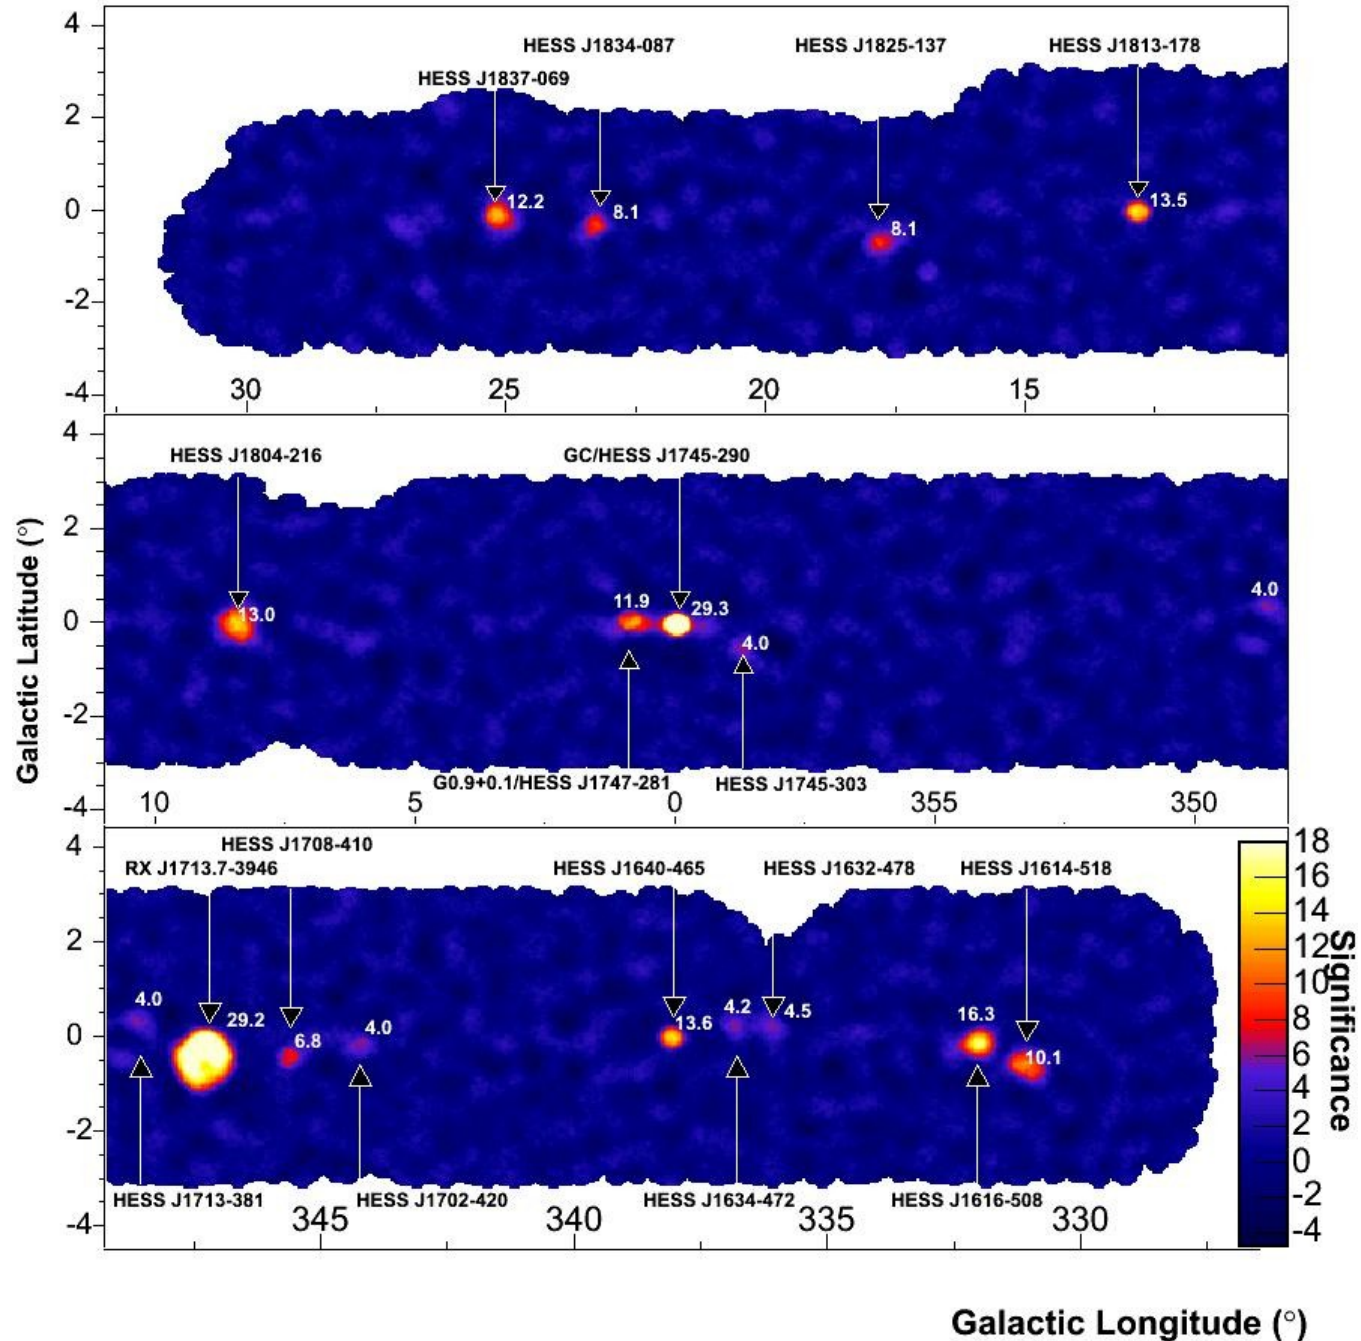 4
HESS J1834-087 HESS J1825-137 HESS J1813-178
HESS J1837-069
2
12.2 8.1 8.1 13.5
0
-2
-4
30 25 20 15
4
HESS J1804-216 GC/HESS J1745-290
2
13.0 11.9 29.3 4.0 4.0
0
-2
G0.9+0.1/HESS J1747-281 HESS J1745-303
-4
10 5 0 355 350
Galactic Latitude (°)
4
HESS J1708-410
RX J1713.7-3946 HESS J1640-465 HESS J1632-478 HESS J1614-518
2
4.0 29.2 6.8 4.0 13.6 4.2 4.5 16.3 10.1
0
-2
HESS J1713-381 HESS J1702-420 HESS J1634-472 HESS J1616-508
-4
345 340 335 330
18
16
14
12
10
8
6
4
2
0
-2
-4
Significance
Galactic Longitude (°)